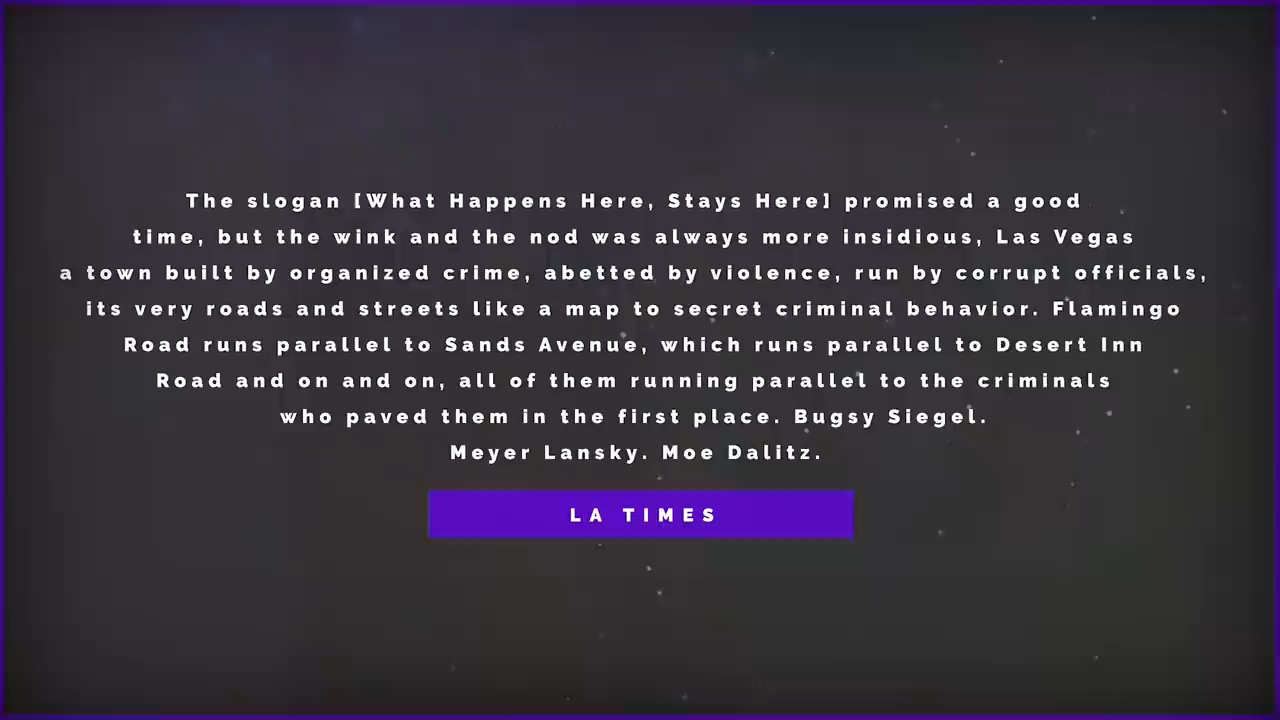 The slogan [What Happens Here, Stays Here] promised a good
time, but the wink and the nod was always more insidious, Las Vegas
a town built by organized crime, abetted by violence, run by corrupt officials,
its very roads and streets like a map to secret criminal behavior. Flamingo
Road runs parallel to Sands Avenue, which runs parallel to Desert Inn
Road and on and on, all of them running parallel to the criminals
who paved them in the first place. Bugsy Siegel.
Meyer Lansky. Moe Dalitz.
LA TIMES